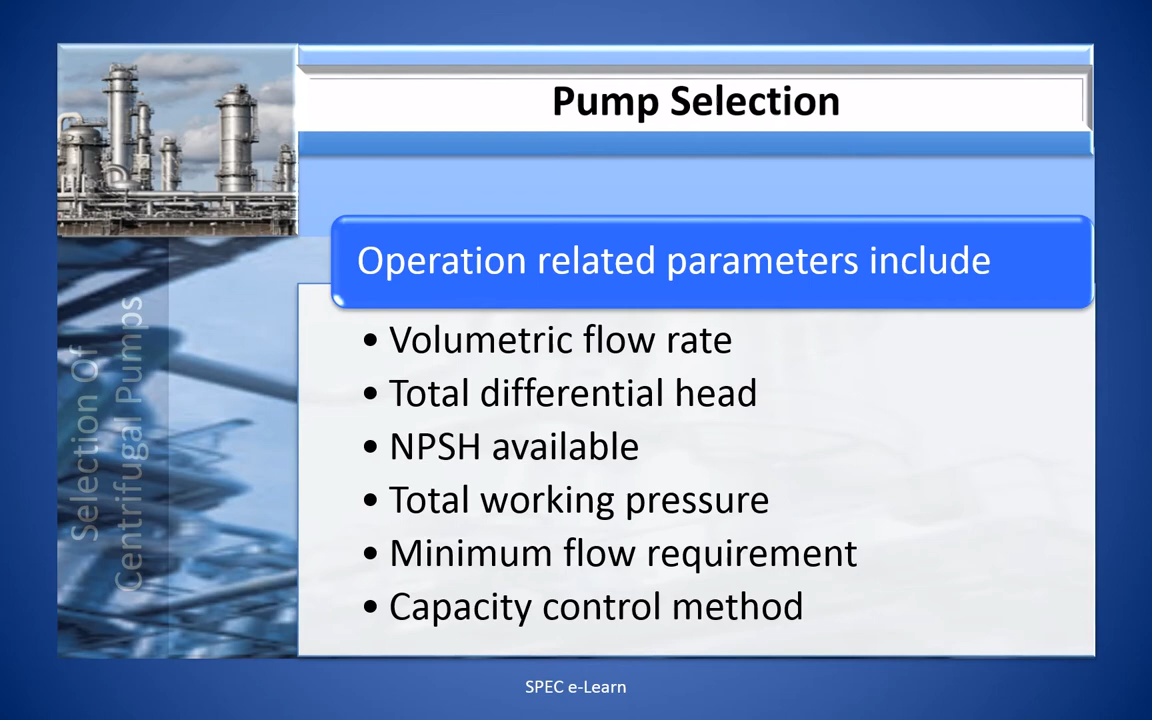 Pump Selection
Operation related parameters include
• Volumetric flow rate
• Total differential head
• NPSH available
• Total working pressure
• Minimum flow requirement
• Capacity control method
Selection Of
Centrifugal Pumps
SPEC e-Learn